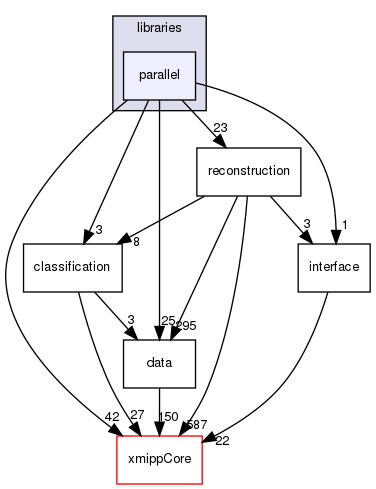 libraries
parallel
23
reconstruction
3
8
3
1
classification
interface
3
25
295
data
42
27
150
587
22
xmippCore